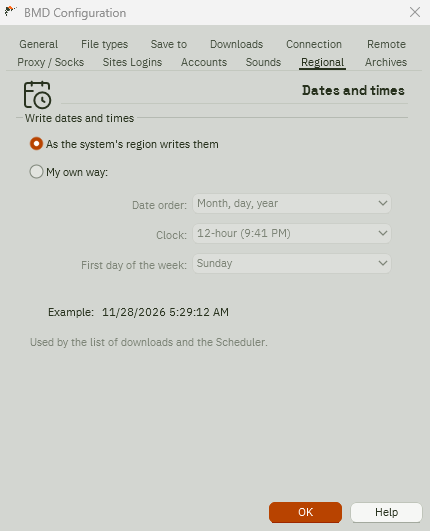 BMD Configuration
General File types Save to Downloads Connection Remote
Proxy / Socks Sites Logins Accounts Sounds Regional Archives
Dates and times
Write dates and times
As the system's region writes them
My own way:
Date order: Month, day, year
Clock: 12-hour (9:41 PM)
First day of the week: Sunday
Example: 11/28/2026 5:29:12 AM
Used by the list of downloads and the Scheduler.
OK Help